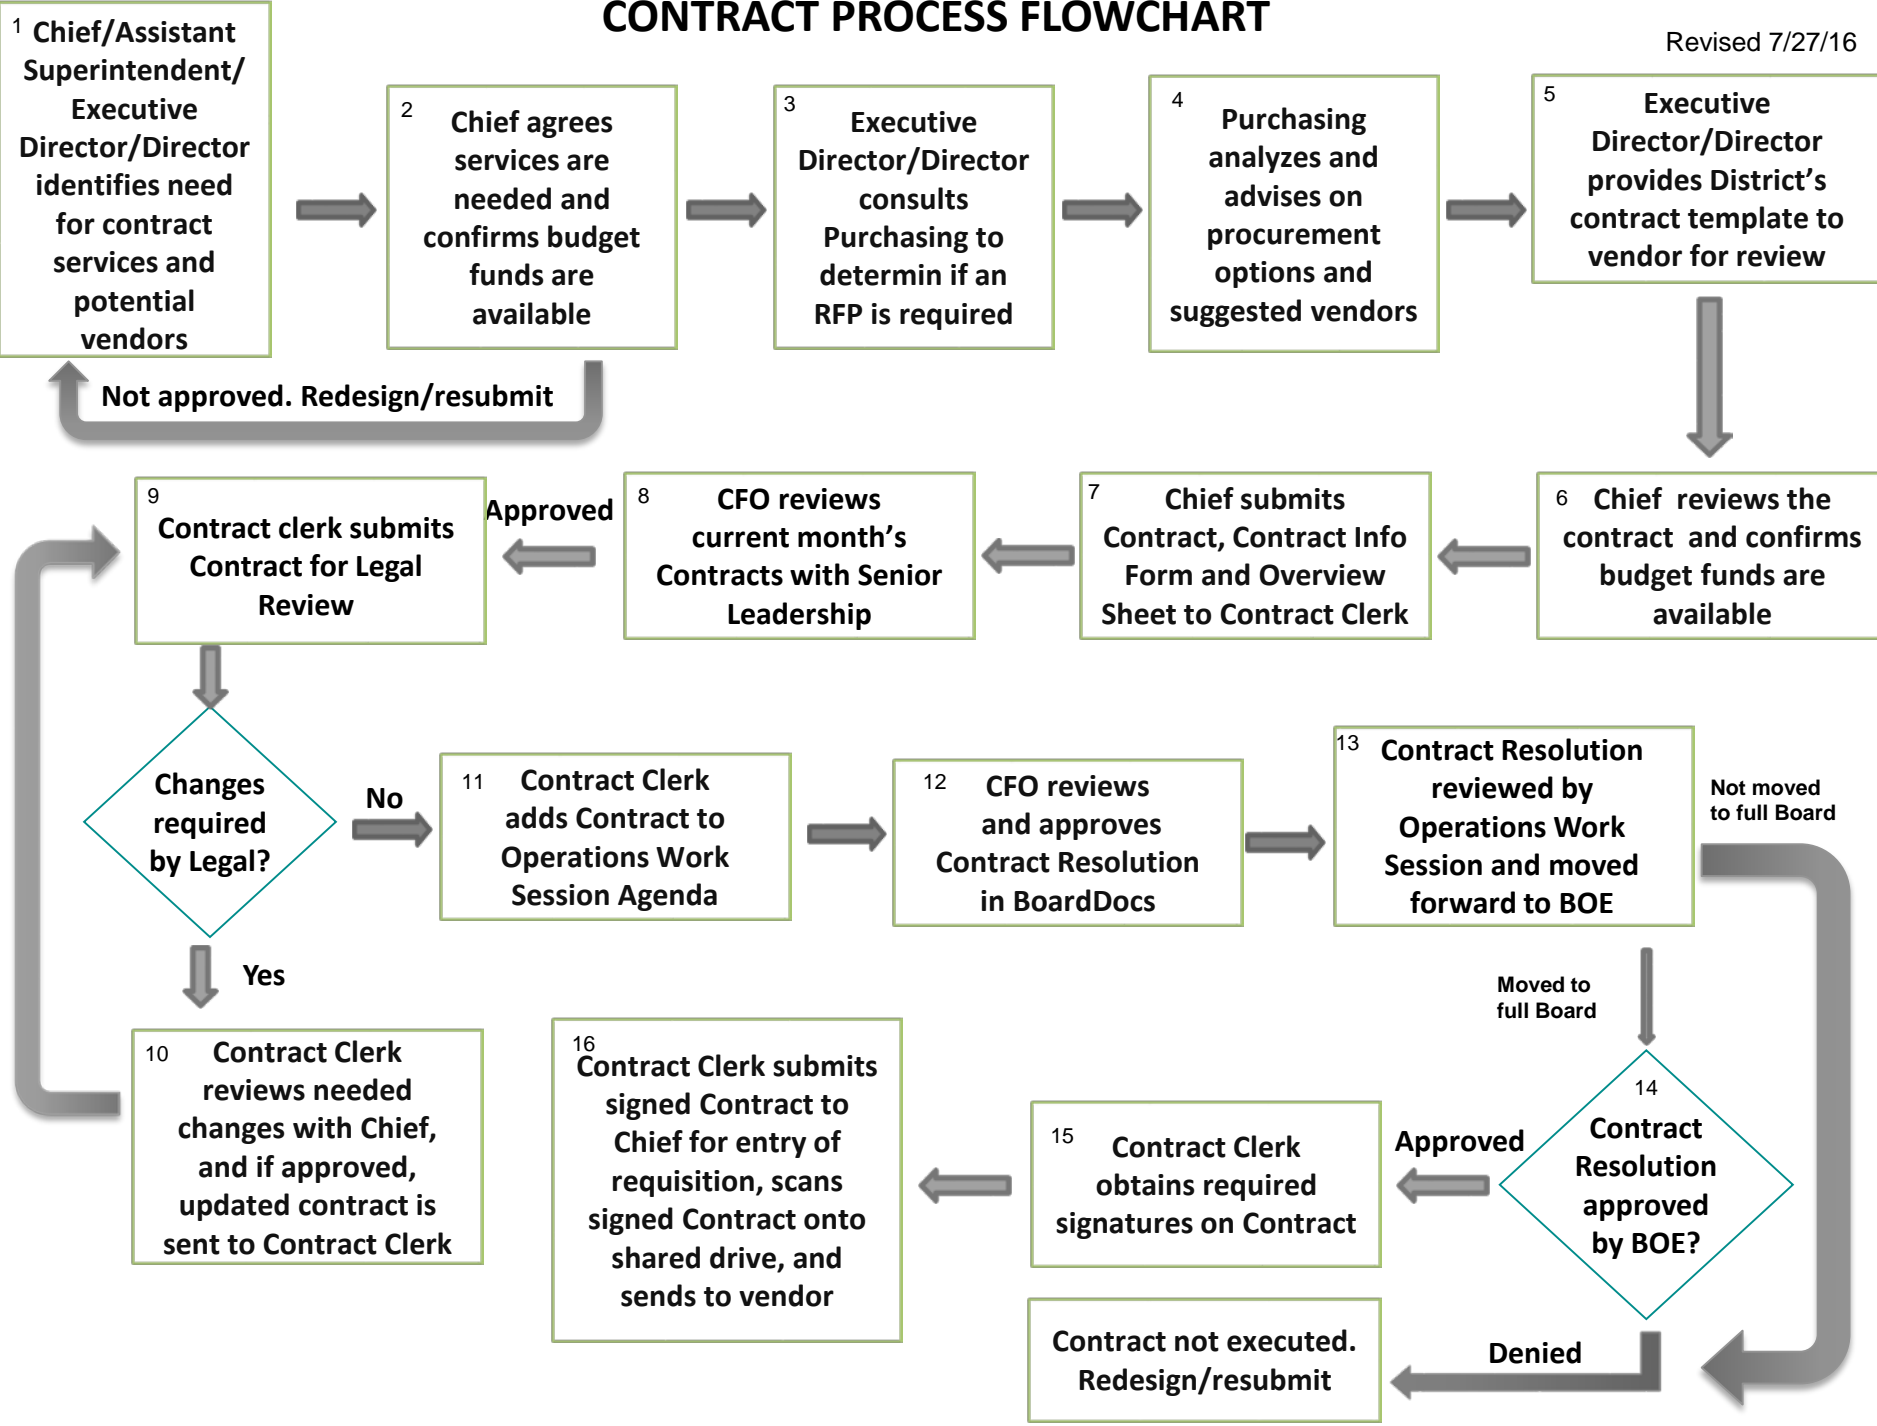 CONTRACT PROCESS FLOWCHART
Revised 7/27/16
1 Chief/Assistant
Superintendent/
Executive
Director/Director
identifies need
for contract
services and
potential
vendors
2
Chief agrees
services are
needed and
confirms budget
funds are
available
3
Executive
Director/Director
consults
Purchasing to
determin if an
RFP is required
4
Purchasing
analyzes and
advises on
procurement
options and
suggested vendors
5
Executive
Director/Director
provides District’s
contract template to
vendor for review
Not approved. Redesign/resubmit
6 Chief reviews the
contract and confirms
budget funds are
available
7
Chief submits
Contract, Contract Info
Form and Overview
Sheet to Contract Clerk
8
CFO reviews
current month’s
Contracts with Senior
Leadership
Approved
9
Contract clerk submits
Contract for Legal
Review
Changes
required
by Legal?
No
Yes
10 Contract Clerk
reviews needed
changes with Chief,
and if approved,
updated contract is
sent to Contract Clerk
11 Contract Clerk
adds Contract to
Operations Work
Session Agenda
12 CFO reviews
and approves
Contract Resolution
in BoardDocs
13 Contract Resolution
reviewed by
Operations Work
Session and moved
forward to BOE
Not moved
to full Board
Moved to
full Board
14
Contract
Resolution
approved
by BOE?
Approved
15
Contract Clerk
obtains required
signatures on Contract
16
Contract Clerk submits
signed Contract to
Chief for entry of
requisition, scans
signed Contract onto
shared drive, and
sends to vendor
Denied
Contract not executed.
Redesign/resubmit